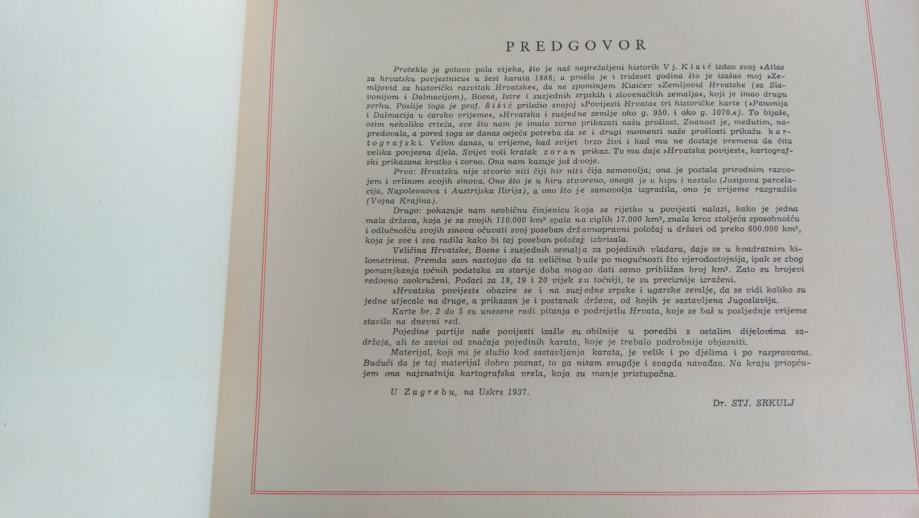 PREDGOVOR
Proteklo je gotovo pola vijeka, što je naš neprežaljeni historik Vj. Klaić izdao svoj »Atlas
za hrvatsku povjestnicu« u šest karata 1888; a prošlo je i trideset godina što je izašao moj »Ze-
mljovid za historički razvitak Hrvatske«, da ne spominjem Klaićev »Zemljovid Hrvatske (sa Sla-
vonijom i Dalmacijom), Bosne, Istre i susjednih srpskih i slovenačkih zemalja«, koji je imao drugu
svrhu. Poslije toga je prof. Šišić priložio svojoj »Povijesti Hrvata« tri historičke karte (»Panonija
i Dalmacija u carsko vrijeme«, »Hrvatska i susjedne zemlje oko g. 950. i oko g. 1070.«) To bijaše,
osim nekoliko crteža, sve što nam je imalo zorno prikazati našu prošlost. Znanost je, međutim, na-
predovala, a pored toga se danas osjeća potreba da se i drugi momenti naše prošlosti prikažu kar-
tografski. Velim danas, u vrijeme, kad svijet brzo živi i kad mu ne dostaje vremena da čita
velika povjesna djela. Svijet voli kratak zoran prikaz. To mu daje »Hrvatska povijest«, kartograf-
ski prikazana kratko i zorno. Ona nam kazuje još dvoje.
Prvo: Hrvatsku nije stvorio niti čiji hir niti čija samovolja; ona je postala prirodnim razvo-
jem i vrlinom svojih sinova. Ono što je u hiru stvoreno, onoga je u hipu i nestalo (Josipova parcela-
cija, Napoleonova i Austrijska Ilirija), a ono što je samovolja izgradila, ono je vrijeme razgradilo
(Vojna Krajina).
Drugo: pokazuje nam neobičnu činjenicu koja se rijetko u povijesti nalazi, kako je jedna
mala država, koja je sa svojih 110.000 km² spala na ciglih 17.000 km², znala kroz stoljeća sposobnošću
i odlučnošću svojih sinova očuvati svoj poseban državnopravni položaj u državi od preko 600.000 km²,
koja je sve i sva radila kako bi taj poseban položaj izbrisala.
Veličina Hrvatske, Bosne i susjednih zemalja za pojedinih vladara, daje se u kvadratnim ki-
lometrima. Premda sam nastojao da ta veličina bude po mogućnosti što vjerodostojnija, ipak se zbog
pomanjkanja točnih podataka za starije doba mogao dati samo približan broj km². Zato su brojevi
redovno zaokruženi. Podaci za 18, 19 i 20 vijek su točniji, te su preciznije izraženi.
»Hrvatska povijest« obazire se i na susjedne srpske i ugarske zemlje, da se vidi koliko su
jedne utjecale na druge, a prikazan je i postanak država, od kojih je sastavljena Jugoslavija.
Karte br. 2 do 5 su unesene radi pitanja o podrijetlu Hrvata, koje se baš u posljednje vrijeme
stavilo na dnevni red.
Pojedine partije naše povijesti izašle su obilnije u poredbi s ostalim dijelovima sa-
držaja, ali to zavisi od značaja pojedinih karata, koje je trebalo podrobnije objasniti.
Materijal, koji mi je služio kod sastavljanja karata, je velik i po djelima i po raspravama.
Budući da je taj materijal dobro poznat, to ga nisam svugdje i svagda navađao. Na kraju priopću-
jem ona najznatnija kartografska vrela, koja su manje pristupačna.
U Zagrebu, na Uskrs 1937.
Dr. STJ. SRKULJ